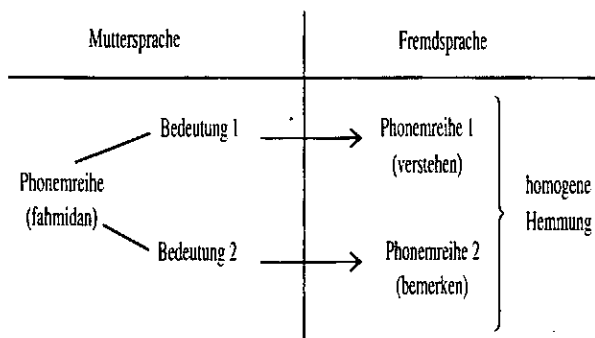 Muttersprache
Fremdsprache
Bedeutung 1
Phonemreihe 1
(verstehen)
Phonemreihe
(fahmidan)
homogene
Hemmung
Bedeutung 2
Phonemreihe 2
(bemerken)